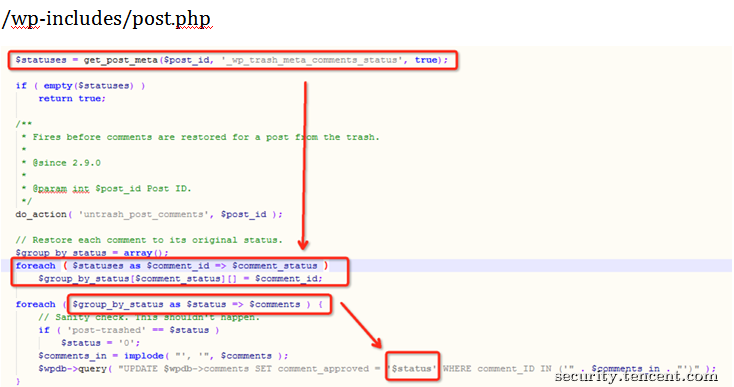 /wp-includes/post.php
$statuses = get_post_meta($post_id, '_wp_trash_meta_comments_status', true);
if ( empty($statuses) )
return true;
/**
* Fires before comments are restored for a post from the trash.
*
* @since 2.9.0
*
* @param int $post_id Post ID.
*/
do_action( 'untrash_post_comments', $post_id );
// Restore each comment to its original status.
$group_by_status = array();
foreach ( $statuses as $comment_id => $comment_status )
$group_by_status[$comment_status][] = $comment_id;
foreach ( $group_by_status as $status => $comments ) {
// Sanity check. This shouldn't happen.
if ( 'post-trashed' == $status )
$status = '0';
$comments_in = implode( "', '", $comments );
$wpdb->query( "UPDATE $wpdb->comments SET comment_approved = '$status' WHERE comment_ID IN ('" . $comments_in . "')" );
}
security.tencent.com